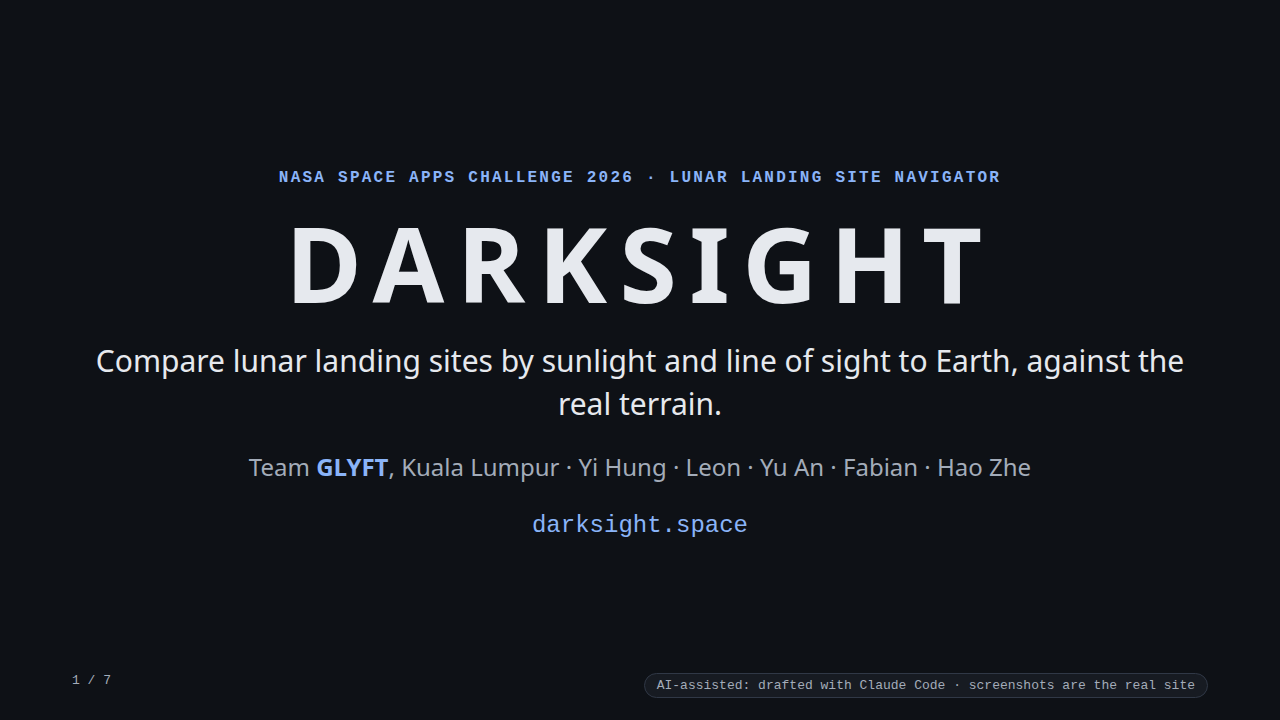 NASA SPACE APPS CHALLENGE 2026 · LUNAR LANDING SITE NAVIGATOR
DARKSIGHT
Compare lunar landing sites by sunlight and line of sight to Earth, against the
real terrain.
Team GLYFT, Kuala Lumpur · Yi Hung · Leon · Yu An · Fabian · Hao Zhe
darksight.space
1 / 7
AI-assisted: drafted with Claude Code · screenshots are the real site